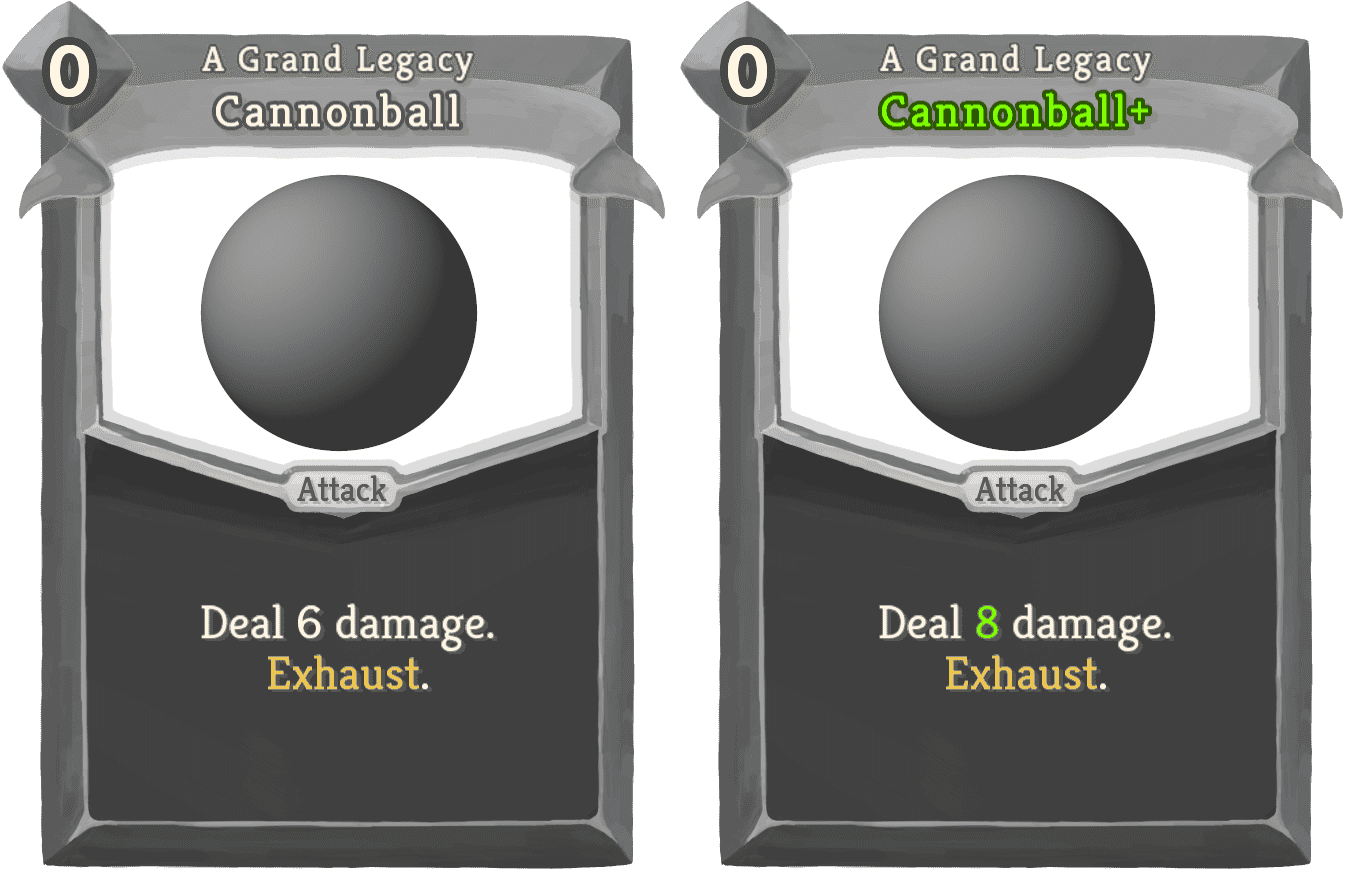 0
A Grand Legacy
Cannonball
Attack
Deal 6 damage.
Exhaust.
0
A Grand Legacy
Cannonball+
Attack
Deal 8 damage.
Exhaust.